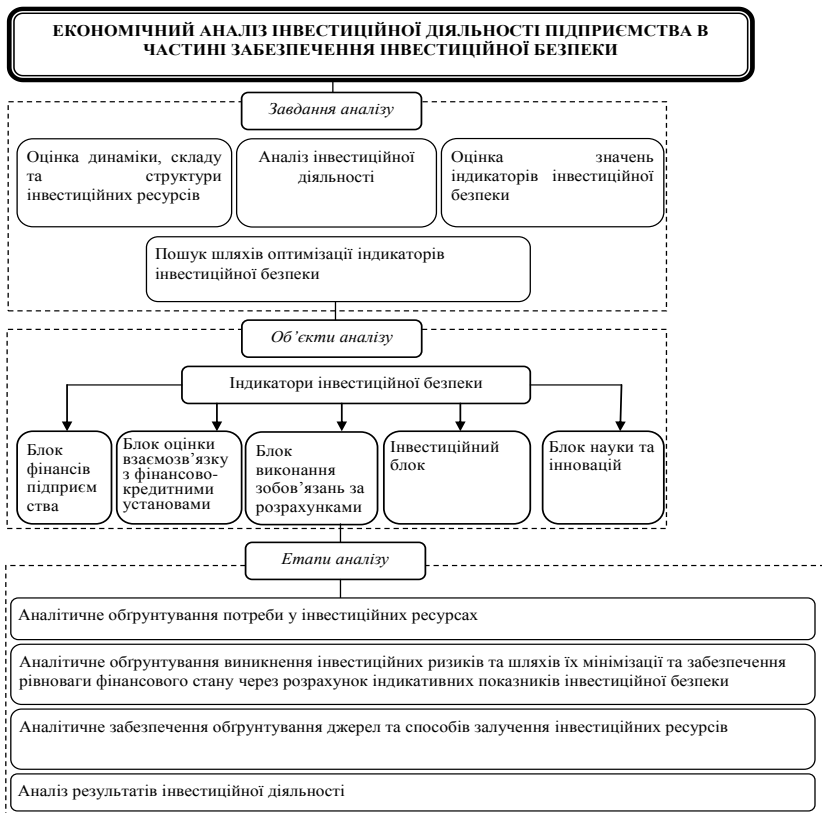 ЕКОНОМІЧНИЙ АНАЛІЗ ІНВЕСТИЦІЙНОЇ ДІЯЛЬНОСТІ ПІДПРИЄМСТВА В
ЧАСТИНІ ЗАБЕЗПЕЧЕННЯ ІНВЕСТИЦІЙНОЇ БЕЗПЕКИ
Завдання аналізу
Оцінка динаміки, складу
та структури
інвестиційних ресурсів
Аналіз інвестиційної
діяльності
Оцінка значень
індикаторів інвестиційної
безпеки
Пошук шляхів оптимізації індикаторів
інвестиційної безпеки
Об’єкти аналізу
Індикатори інвестиційної безпеки
Блок
фінансів
підприєм
ства
Блок оцінки
взаємозв’язку
з фінансово-
кредитними
установами
Блок
виконання
зобов’язань за
розрахунками
Інвестиційний
блок
Блок науки та
інновацій
Етапи аналізу
Аналітичне обґрунтування потреби у інвестиційних ресурсах
Аналітичне обґрунтування виникнення інвестиційних ризиків та шляхів їх мінімізації та забезпечення
рівноваги фінансового стану через розрахунок індикативних показників інвестиційної безпеки
Аналітичне забезпечення обґрунтування джерел та способів залучення інвестиційних ресурсів
Аналіз результатів інвестиційної діяльності